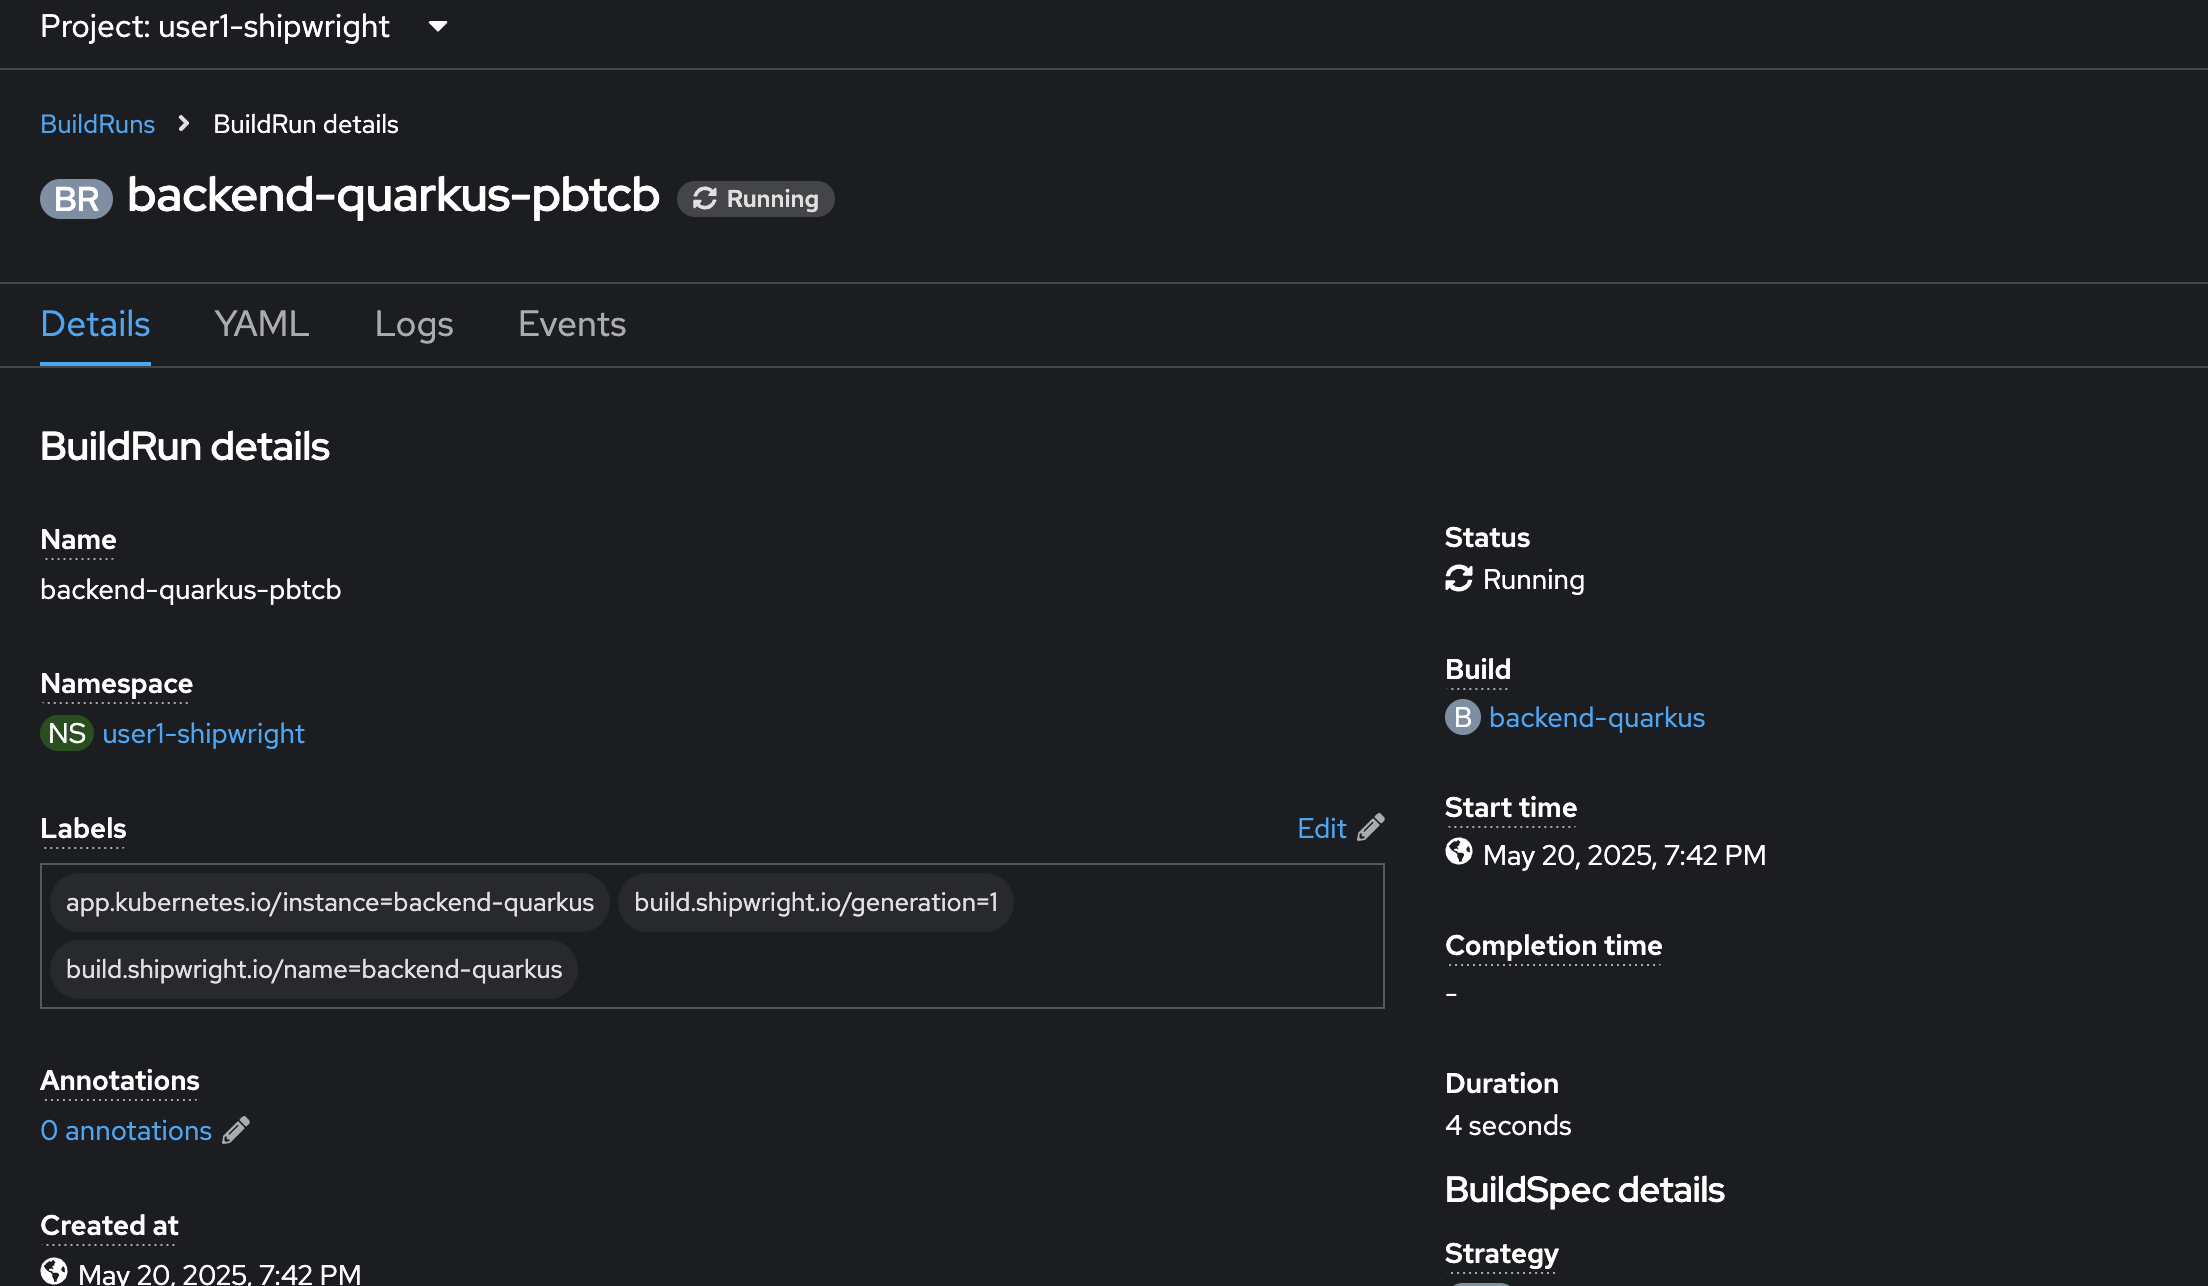 Project: user1-shipwright
BuildRuns
BuildRun details
BR
backend-quarkus-pbtcb
Running
Details
YAML
Logs
Events
BuildRun details
Name
backend-quarkus-pbtcb
Namespace
NS user1-shipwright
Labels
Edit
app.kubernetes.io/instance=backend-quarkus
build.shipwright.io/generation=1
build.shipwright.io/name=backend-quarkus
Annotations
0 annotations
Created at
May 20, 2025, 7:42 PM
Status
Running
Build
B backend-quarkus
Start time
May 20, 2025, 7:42 PM
Completion time
-
Duration
4 seconds
BuildSpec details
Strategy